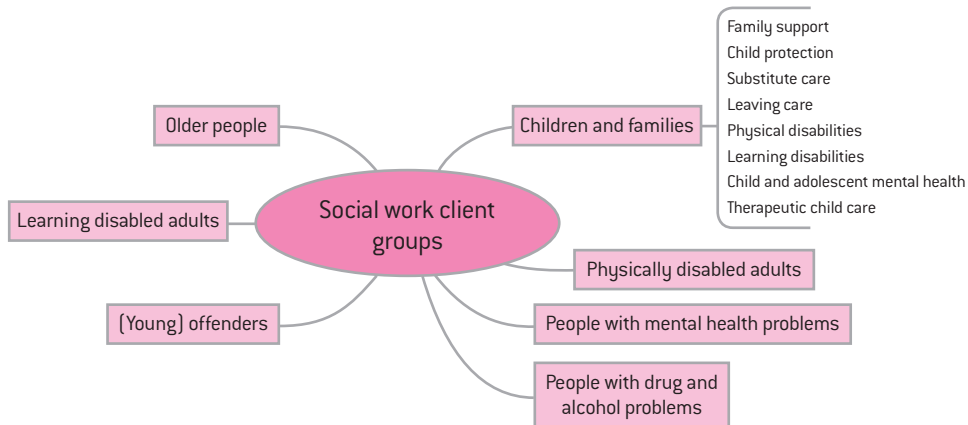 Family support
Child protection
Substitute care
Leaving care
Physical disabilities
Learning disabilities
Child and adolescent mental health
Therapeutic child care
Older people
Children and families
Social work client
groups
Learning disabled adults
Physically disabled adults
(Young) offenders
People with mental health problems
People with drug and
alcohol problems